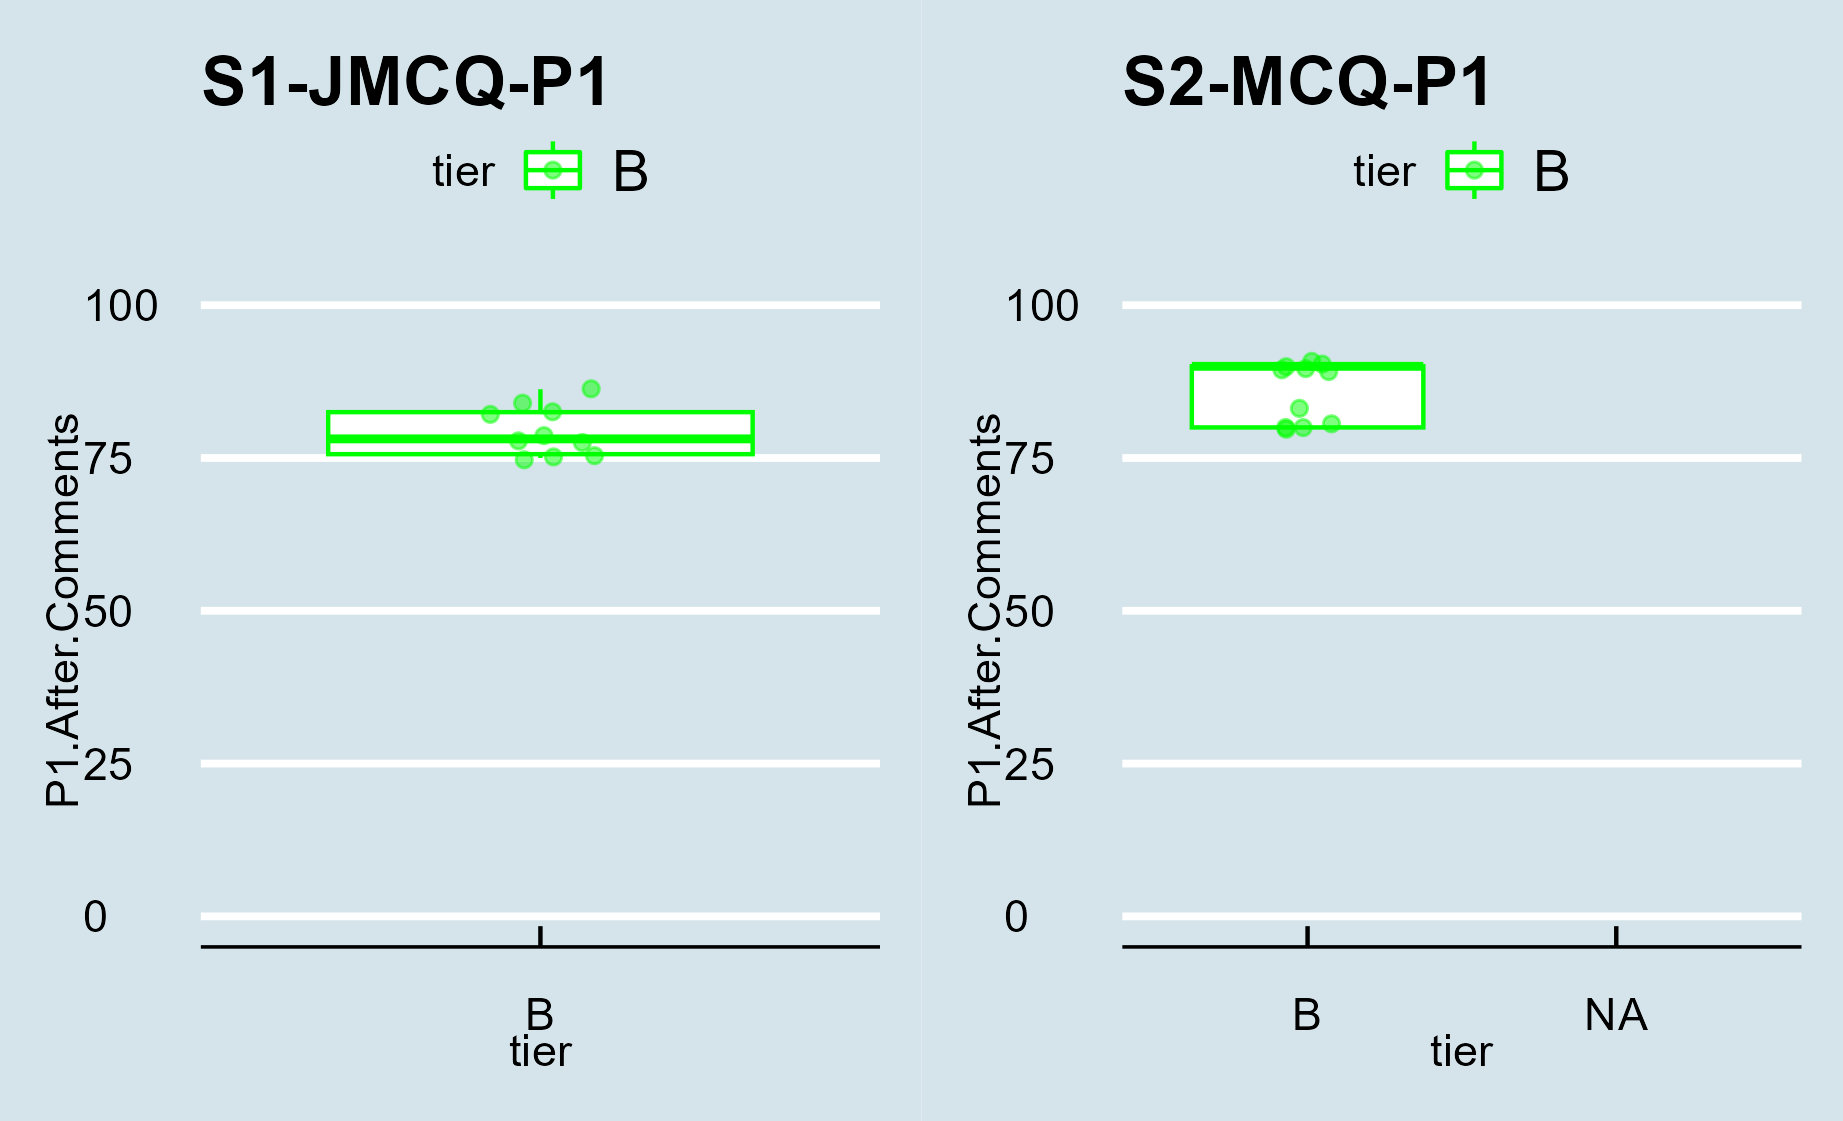 S1-JMCQ-P1
tier B
100
75
50
25
0
P1.After.Comments
B
tier
S2-MCQ-P1
tier B
100
75
50
25
0
P1.After.Comments
B NA
tier